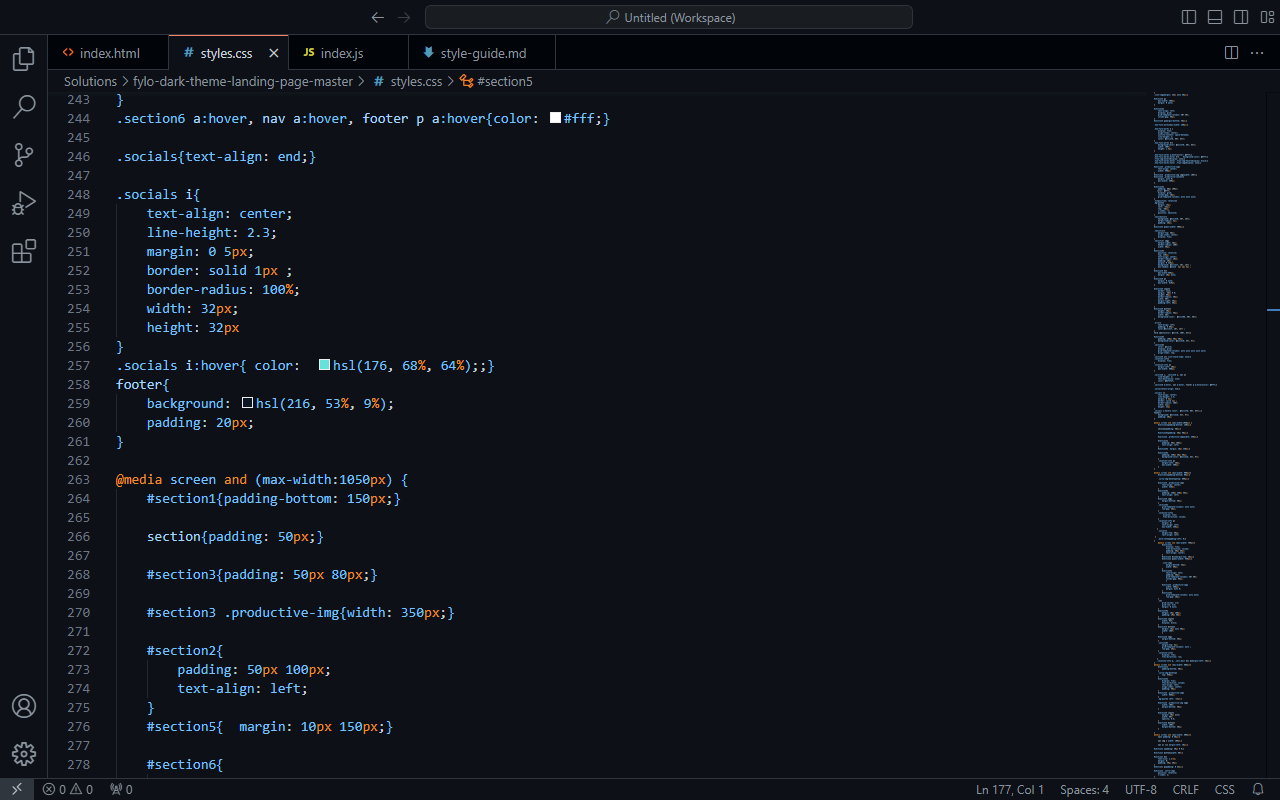 Untitled (Workspace)
index.html
styles.css
JS index.js
style-guide.md
Solutions > fylo-dark-theme-landing-page-master > # styles.css > #section5
243 }
244 .section6 a:hover, nav a:hover, footer p a:hover{color: #fff;}
245
246 .socials{text-align: end;}
247
248 .socials i{
249 text-align: center;
250 line-height: 2.3;
251 margin: 0 5px;
252 border: solid 1px ;
253 border-radius: 100%;
254 width: 32px;
255 height: 32px
256 }
257 .socials i:hover{ color: hsl(176, 68%, 64%);;}
258 footer{
259 background: hsl(216, 53%, 9%);
260 padding: 20px;
261 }
262
263 @media screen and (max-width:1050px) {
264 #section1{padding-bottom: 150px;}
265
266 section{padding: 50px;}
267
268 #section3{padding: 50px 80px;}
269
270 #section3 .productive-img{width: 350px;}
271
272 #section2{
273 padding: 50px 100px;
274 text-align: left;
275 }
276 #section5{ margin: 10px 150px;}
277
278 #section6{
0 0 0
Ln 177, Col 1 Spaces: 4 UTF-8 CRLF CSS